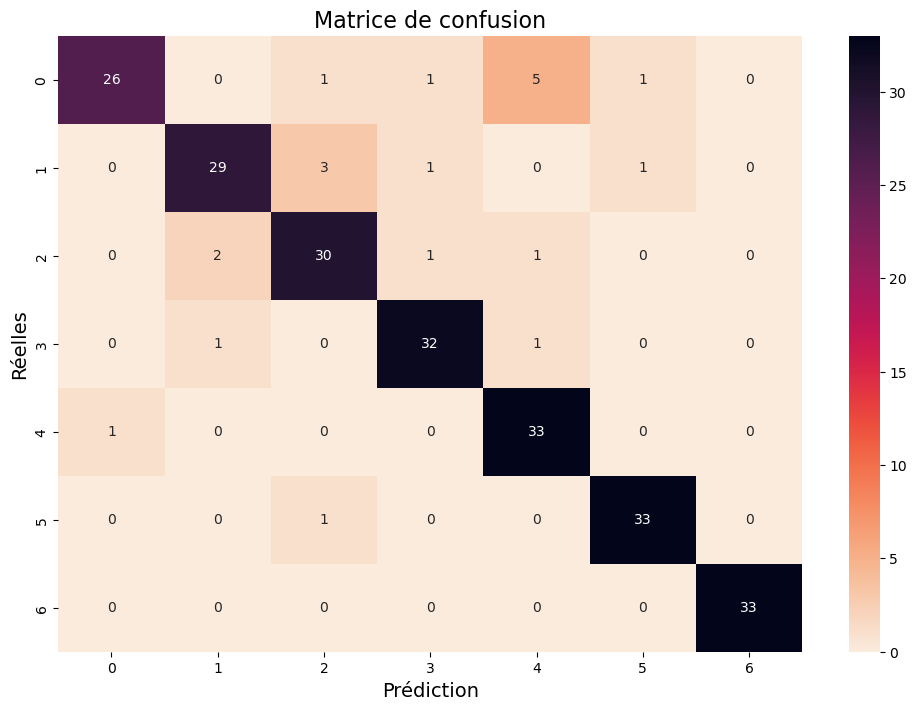 Matrice de confusion
0 26 0 1 1 5 1 0
1 0 29 3 1 0 1 0
2 0 2 30 1 1 0 0
3 0 1 0 32 1 0 0
4 1 0 0 0 33 0 0
5 0 0 1 0 0 33 0
6 0 0 0 0 0 0 33
0 1 2 3 4 5 6
Réelles
Prédiction
30
25
20
15
10
5
0